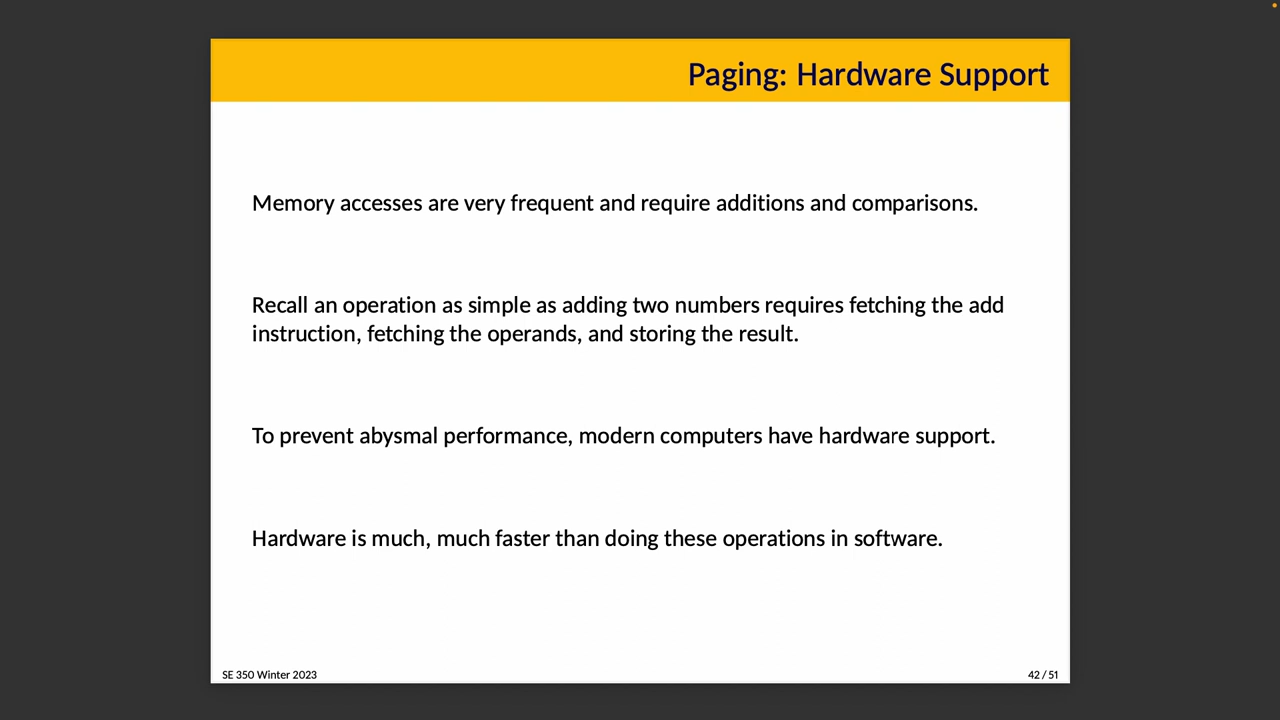 Paging: Hardware Support
Memory accesses are very frequent and require additions and comparisons.
Recall an operation as simple as adding two numbers requires fetching the add
instruction, fetching the operands, and storing the result.
To prevent abysmal performance, modern computers have hardware support.
Hardware is much, much faster than doing these operations in software.
SE 350 Winter 2023
42 / 51